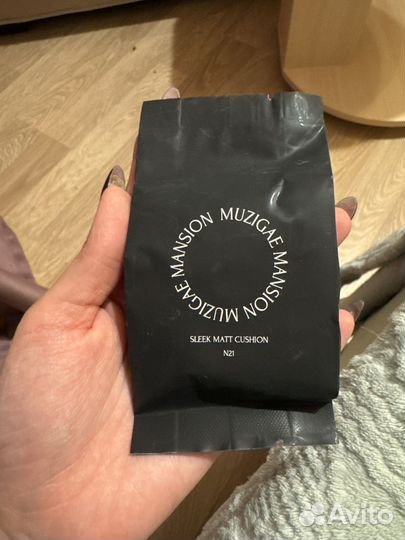 MUZIGAE MANSION MUZIGAE MANSION
SLEEK MATT CUSHION
N21
Avito